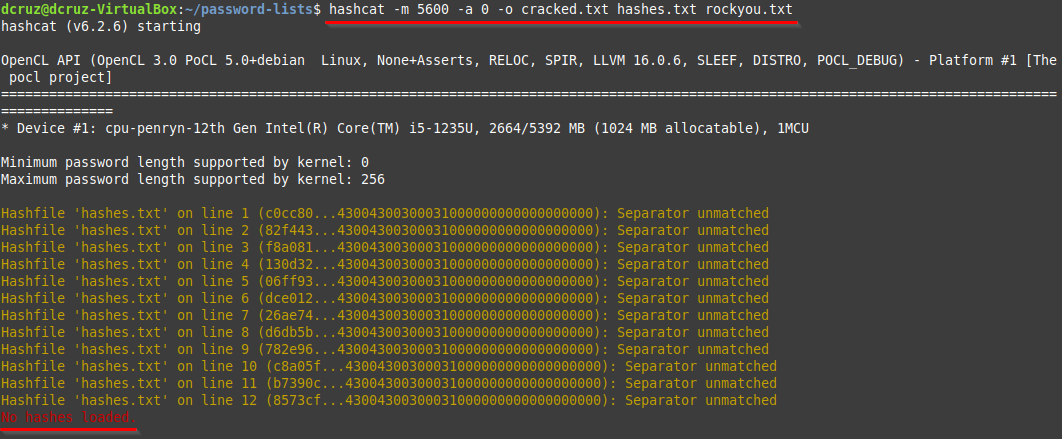 dcruz@dcruz-VirtualBox:~/password-lists$ hashcat -m 5600 -a 0 -o cracked.txt hashes.txt rockyou.txt
hashcat (v6.2.6) starting
OpenCL API (OpenCL 3.0 PoCL 5.0+debian  Linux, None+Asserts, RELOC, SPIR, LLVM 16.0.6, SLEEF, DISTRO, POCL_DEBUG) - Platform #1 [The
 pocl project]
====================================================================================================================================
==============
* Device #1: cpu-penryn-12th Gen Intel(R) Core(TM) i5-1235U, 2664/5392 MB (1024 MB allocatable), 1MCU
Minimum password length supported by kernel: 0
Maximum password length supported by kernel: 256
Hashfile 'hashes.txt' on line 1 (c0cc80...43004300300031000000000000000000): Separator unmatched
Hashfile 'hashes.txt' on line 2 (82f443...43004300300031000000000000000000): Separator unmatched
Hashfile 'hashes.txt' on line 3 (f8a081...43004300300031000000000000000000): Separator unmatched
Hashfile 'hashes.txt' on line 4 (130d32...43004300300031000000000000000000): Separator unmatched
Hashfile 'hashes.txt' on line 5 (06ff93...43004300300031000000000000000000): Separator unmatched
Hashfile 'hashes.txt' on line 6 (dce012...43004300300031000000000000000000): Separator unmatched
Hashfile 'hashes.txt' on line 7 (26ae74...43004300300031000000000000000000): Separator unmatched
Hashfile 'hashes.txt' on line 8 (d6db5b...43004300300031000000000000000000): Separator unmatched
Hashfile 'hashes.txt' on line 9 (782e96...43004300300031000000000000000000): Separator unmatched
Hashfile 'hashes.txt' on line 10 (c8a05f...43004300300031000000000000000000): Separator unmatched
Hashfile 'hashes.txt' on line 11 (b7390c...43004300300031000000000000000000): Separator unmatched
Hashfile 'hashes.txt' on line 12 (8573cf...43004300300031000000000000000000): Separator unmatched
No hashes loaded.